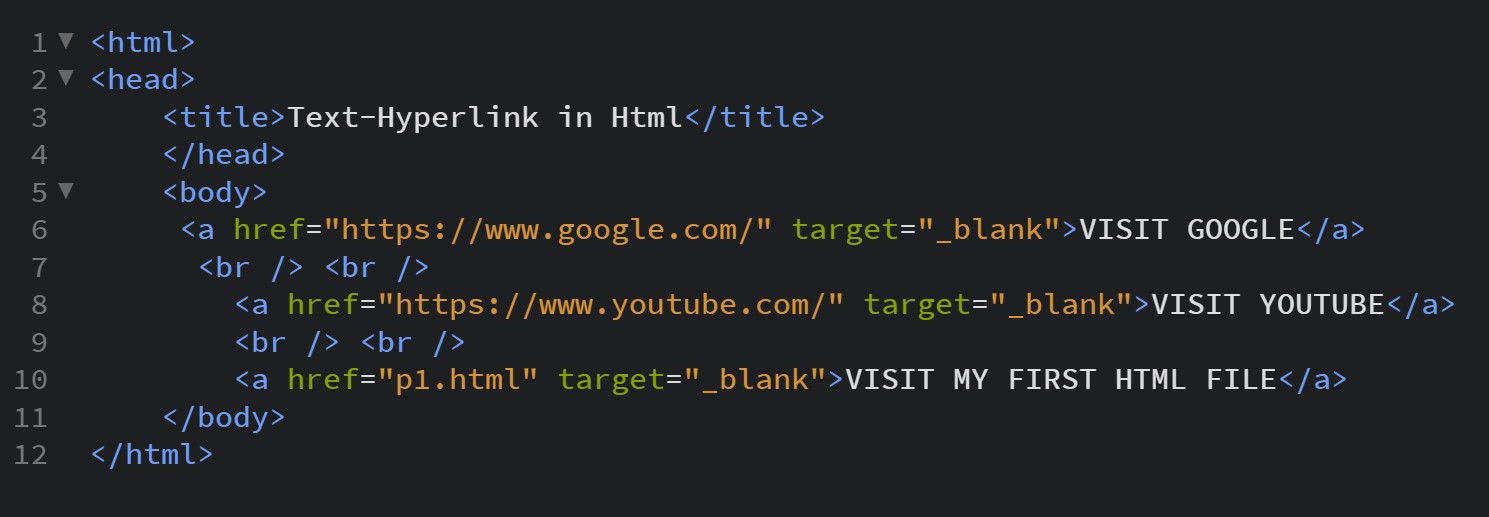 1 <html>
2 <head>
3     <title>Text-Hyperlink in Html</title>
4     </head>
5     <body>
6      <a href="https://www.google.com/" target="_blank">VISIT GOOGLE</a>
7       <br /> <br />
8         <a href="https://www.youtube.com/" target="_blank">VISIT YOUTUBE</a>
9         <br /> <br />
10         <a href="p1.html" target="_blank">VISIT MY FIRST HTML FILE</a>
11     </body>
12 </html>